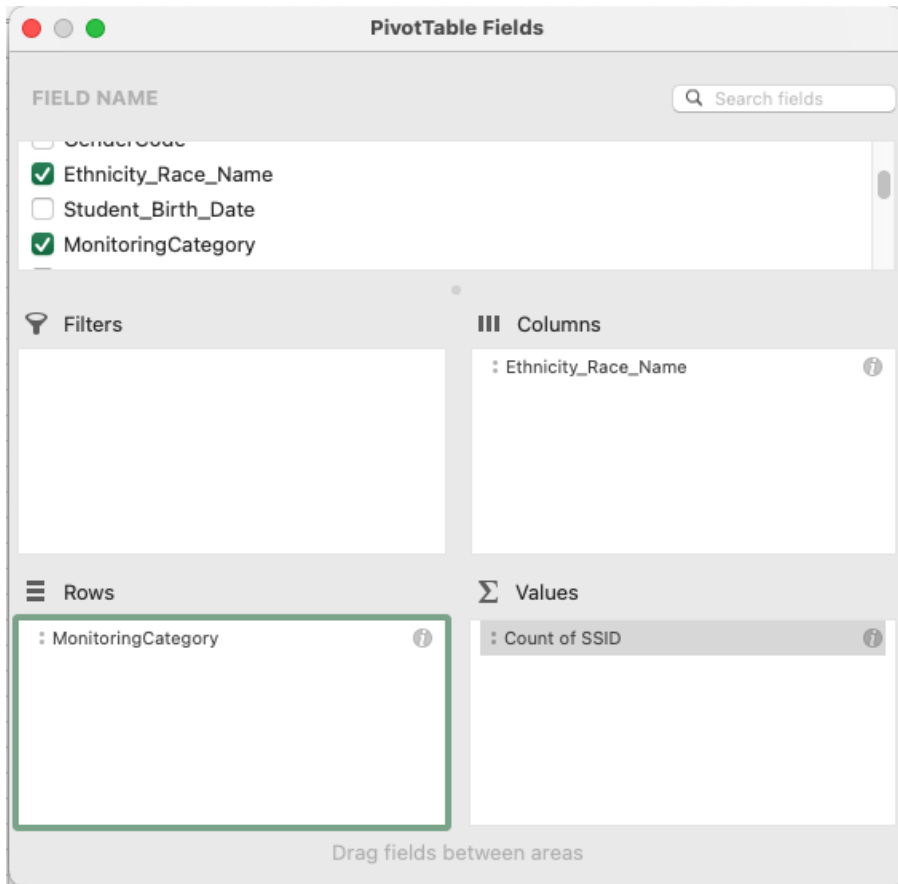 PivotTable Fields
FIELD NAME
Search fields
GenderCode
Ethnicity_Race_Name
Student_Birth_Date
MonitoringCategory
Filters
Columns
Ethnicity_Race_Name
Rows
Values
MonitoringCategory
Count of SSID
Drag fields between areas